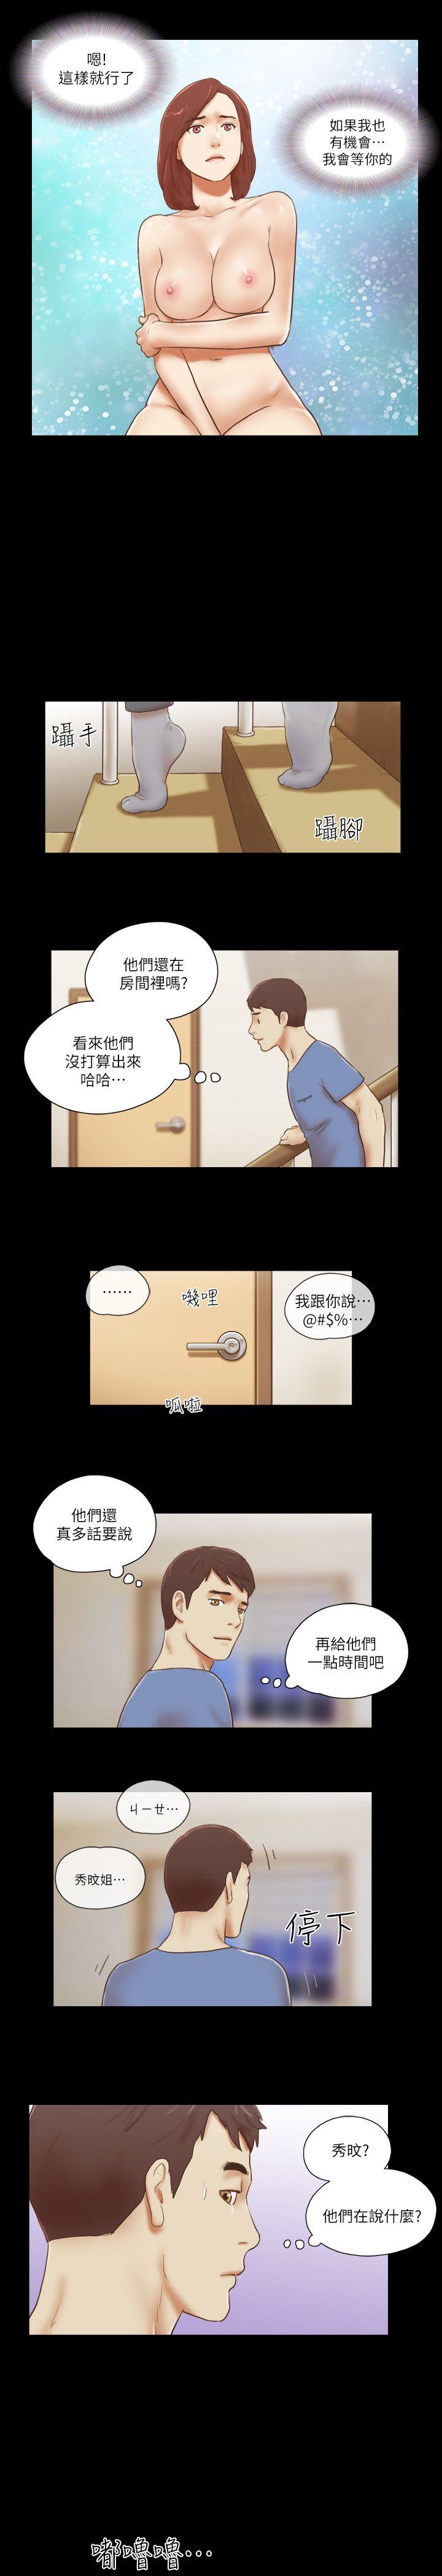 嗯!
這樣就行了
如果我也
有機會…
我會等你的
躡手
躡腳
他們還在
房間裡嗎?
看來他們
沒打算出來
哈哈…
……
嘰哩
我跟你說…
@#$%…
呱啦
他們還
真多話要說
再給他們
一點時間吧
ㄐㄧㄝ…
秀旼姐…
停下
秀旼?
他們在說什麼?
嘟嚕嚕…